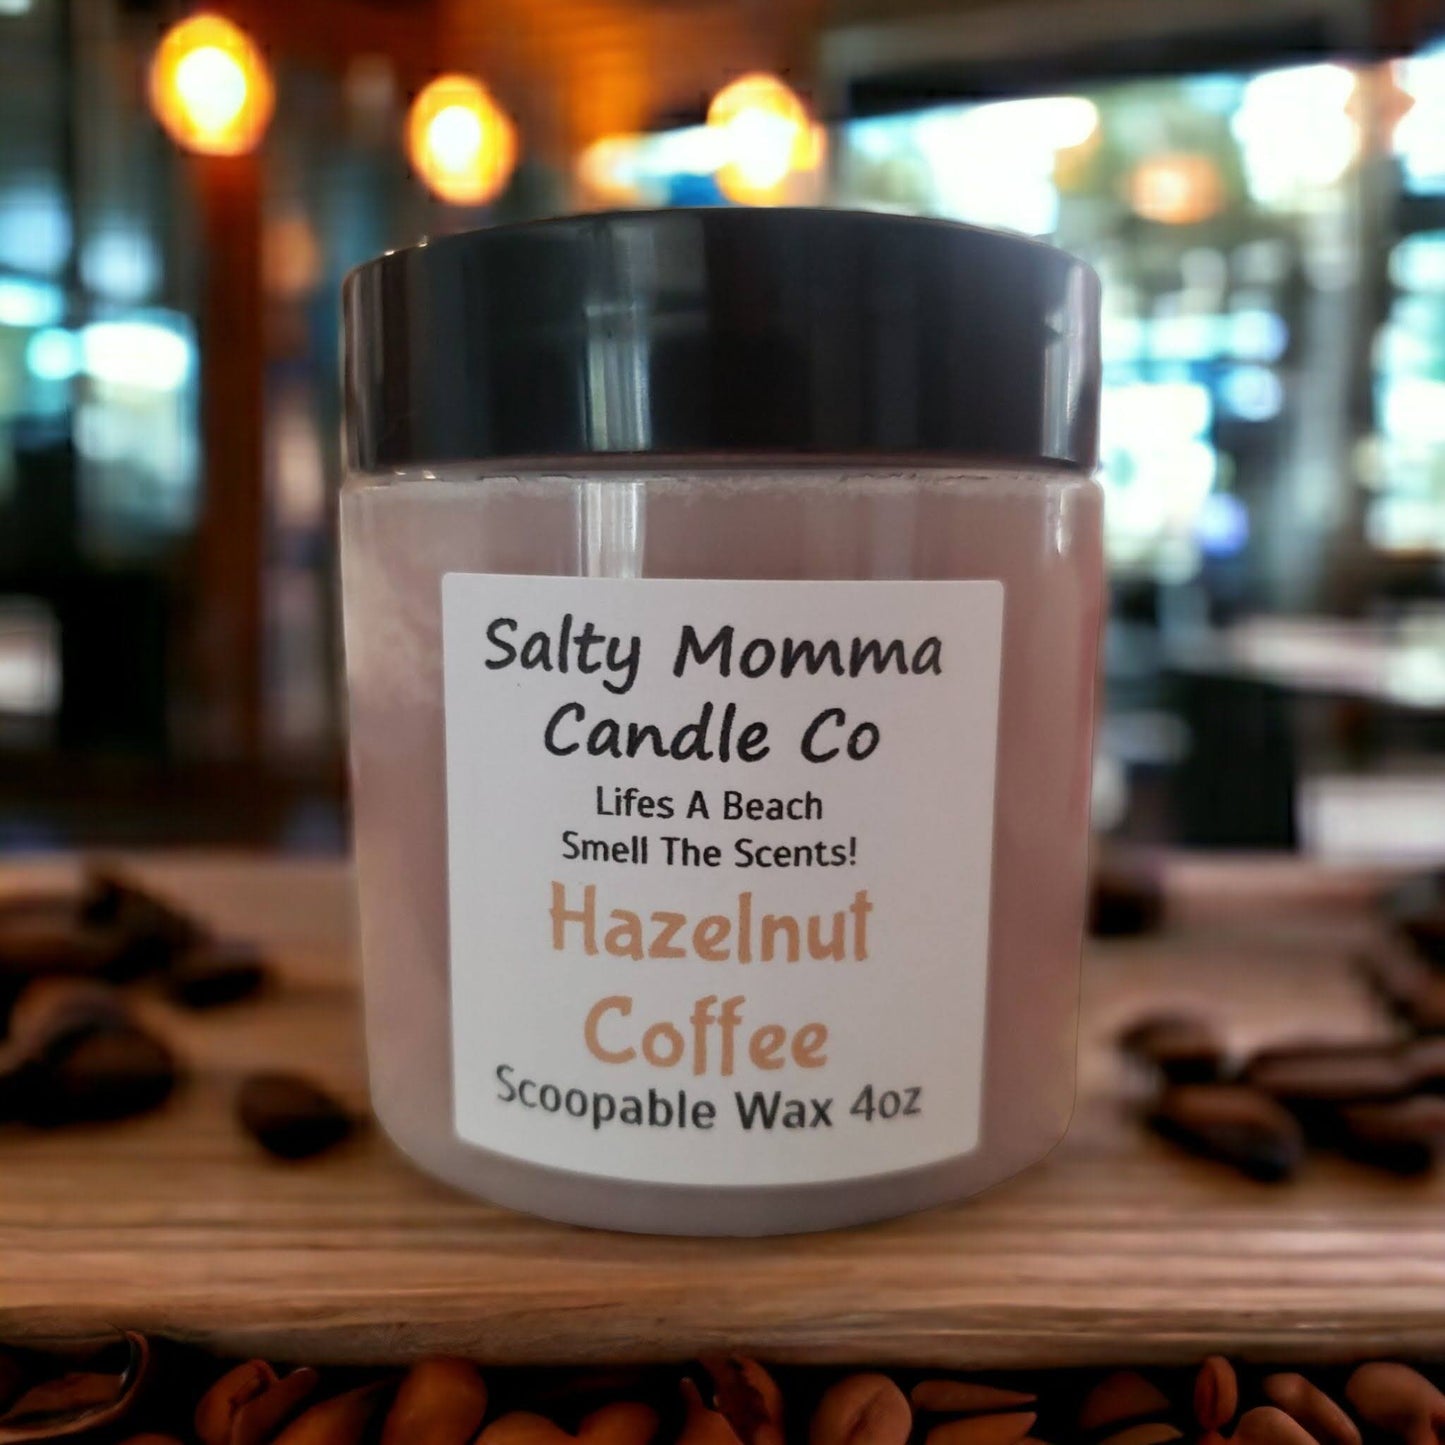 Salty Momma
Candle Co
Lifes A Beach
Smell The Scents!
Hazelnut
Coffee
Scoopable Wax 4oz